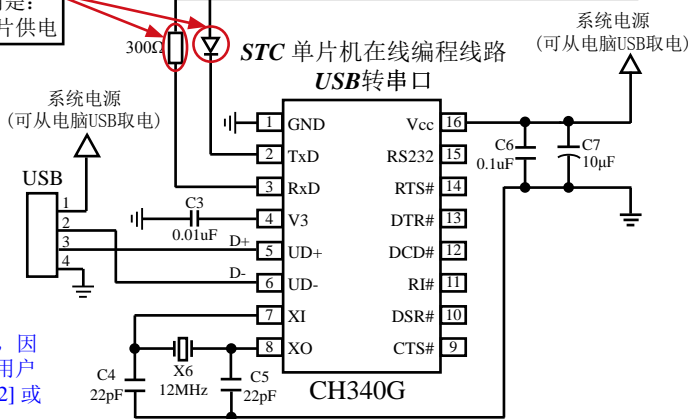 的是:
片供电
300Ω
STC 单片机在线编程线路
USB转串口
系统电源
(可从电脑USB取电)
系统电源
(可从电脑USB取电)
USB
1
2
3
4
1 GND
2 TxD
3 RxD
4 V3
5 UD+
6 UD-
7 XI
8 XO
Vcc 16
RS232 15
RTS# 14
DTR# 13
DCD# 12
RI# 11
DSR# 10
CTS# 9
C3
0.01uF
D+
D-
C6
0.1uF
C7
10μF
C4
22pF
X6
12MHz
C5
22pF
CH340G
，因
用户
2] 或